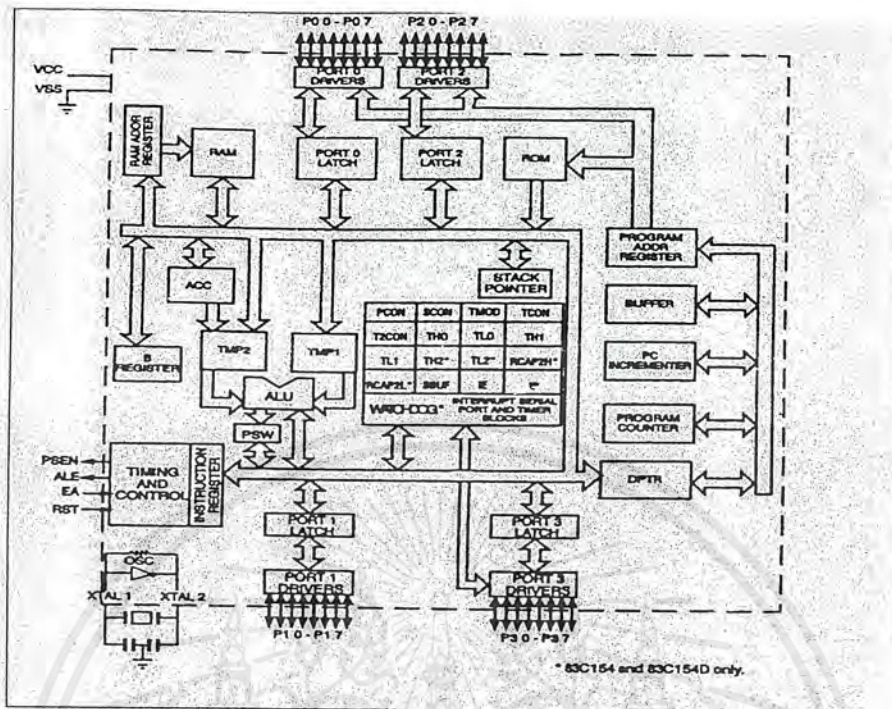 P0 0 - P0 7
P2 0 - P2 7
VCC
VSS
PORT 0
DRIVERS
PORT 2
DRIVERS
RAM ADDR
REGISTER
RAM
PORT 0
LATCH
PORT 2
LATCH
ROM
PROGRAM
ADDR
REGISTER
STACK
POINTER
ACC
BUFFER
PCON SCON TMOD TCON
T2CON TH0 TL0 TH1
TL1 TH2* TL2* RCAP2H*
RCAP2L* SBUF IE
WATCHDOG* INTERRUPT SERIAL
PORT AND TIMER
BLOCKS
B
REGISTER
TMP2
TMP1
PC
INCREMENTER
ALU
PSW
PROGRAM
COUNTER
PSEN
ALE
EA
RST
TIMING
AND
CONTROL
INSTRUCTION
REGISTER
DPTR
PORT 1
LATCH
PORT 3
LATCH
OSC
XTAL 1
XTAL 2
PORT 1
DRIVERS
PORT 3
DRIVERS
P1 0 - P1 7
P3 0 - P3 7
* 83C154 and 83C154D only.